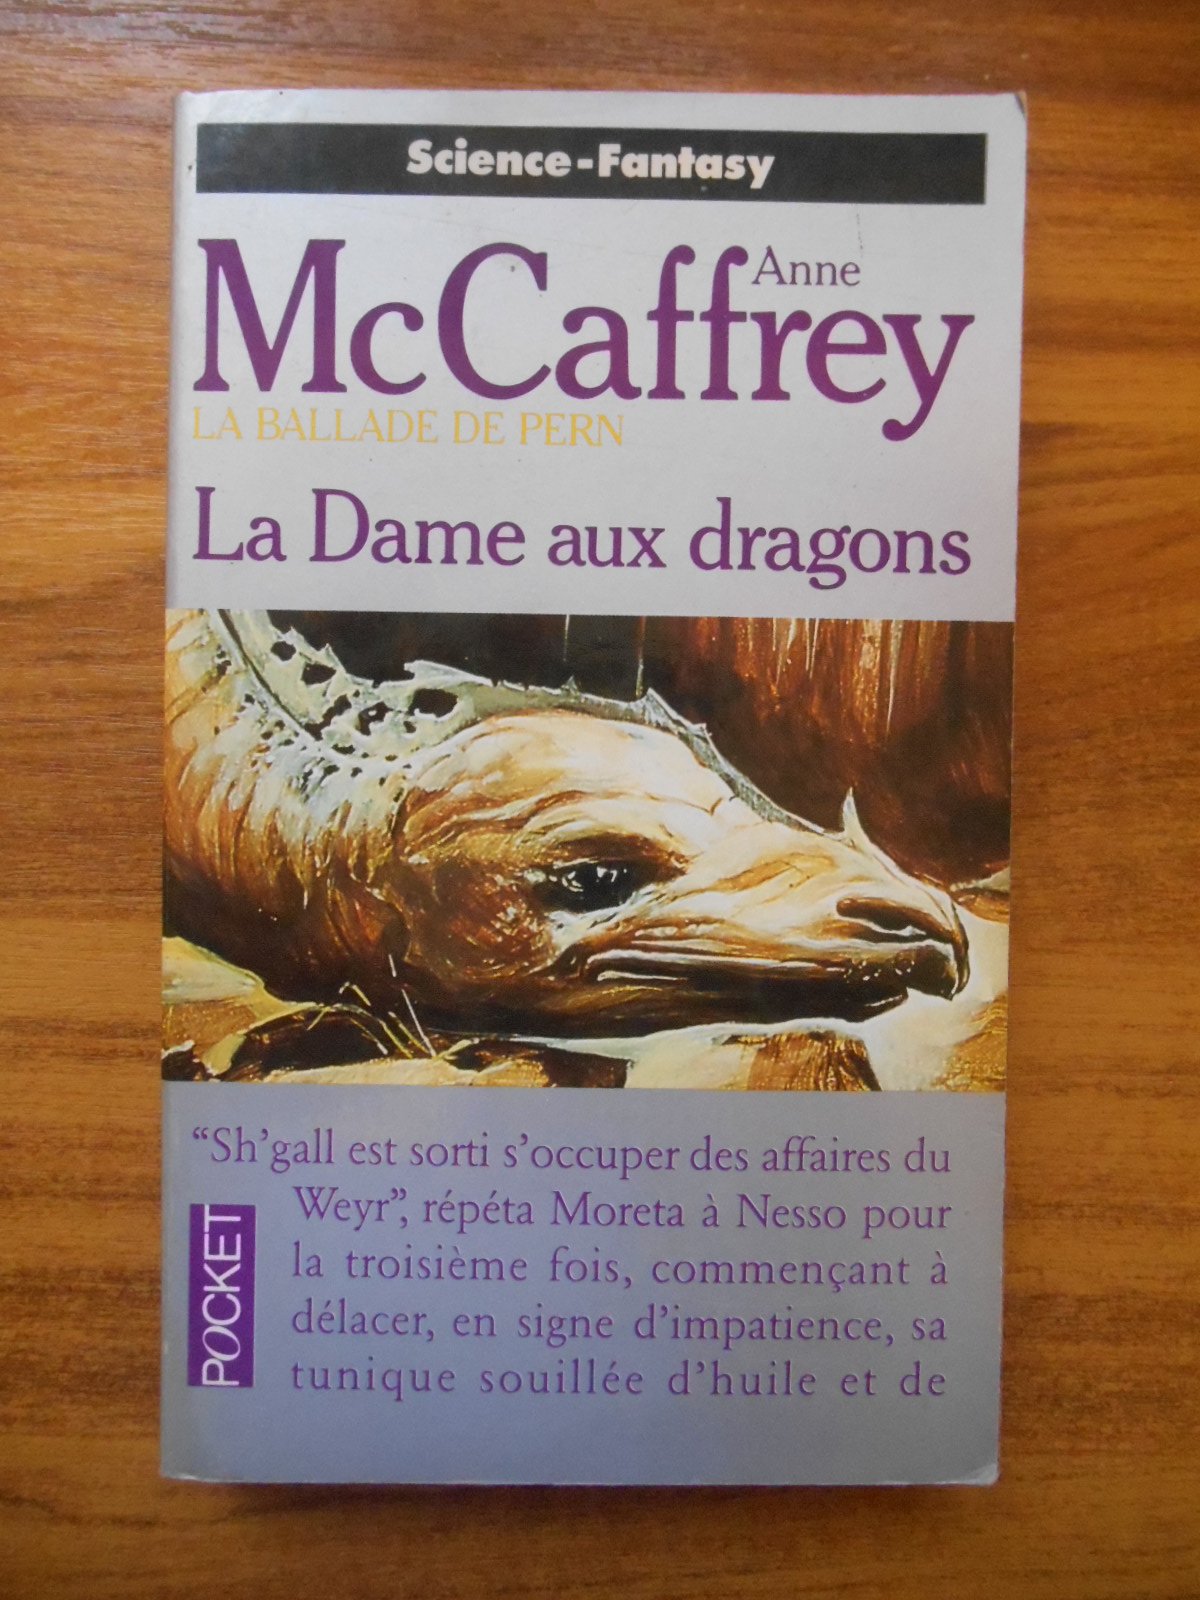 Science-Fantasy
Anne
McCaffrey
LA BALLADE DE PERN
La Dame aux dragons
“Sh’gall est sorti s’occuper des affaires du
Weyr”, répéta Moreta à Nesso pour
la troisième fois, commençant à
délacer, en signe d’impatience, sa
tunique souillée d’huile et de
POCKET